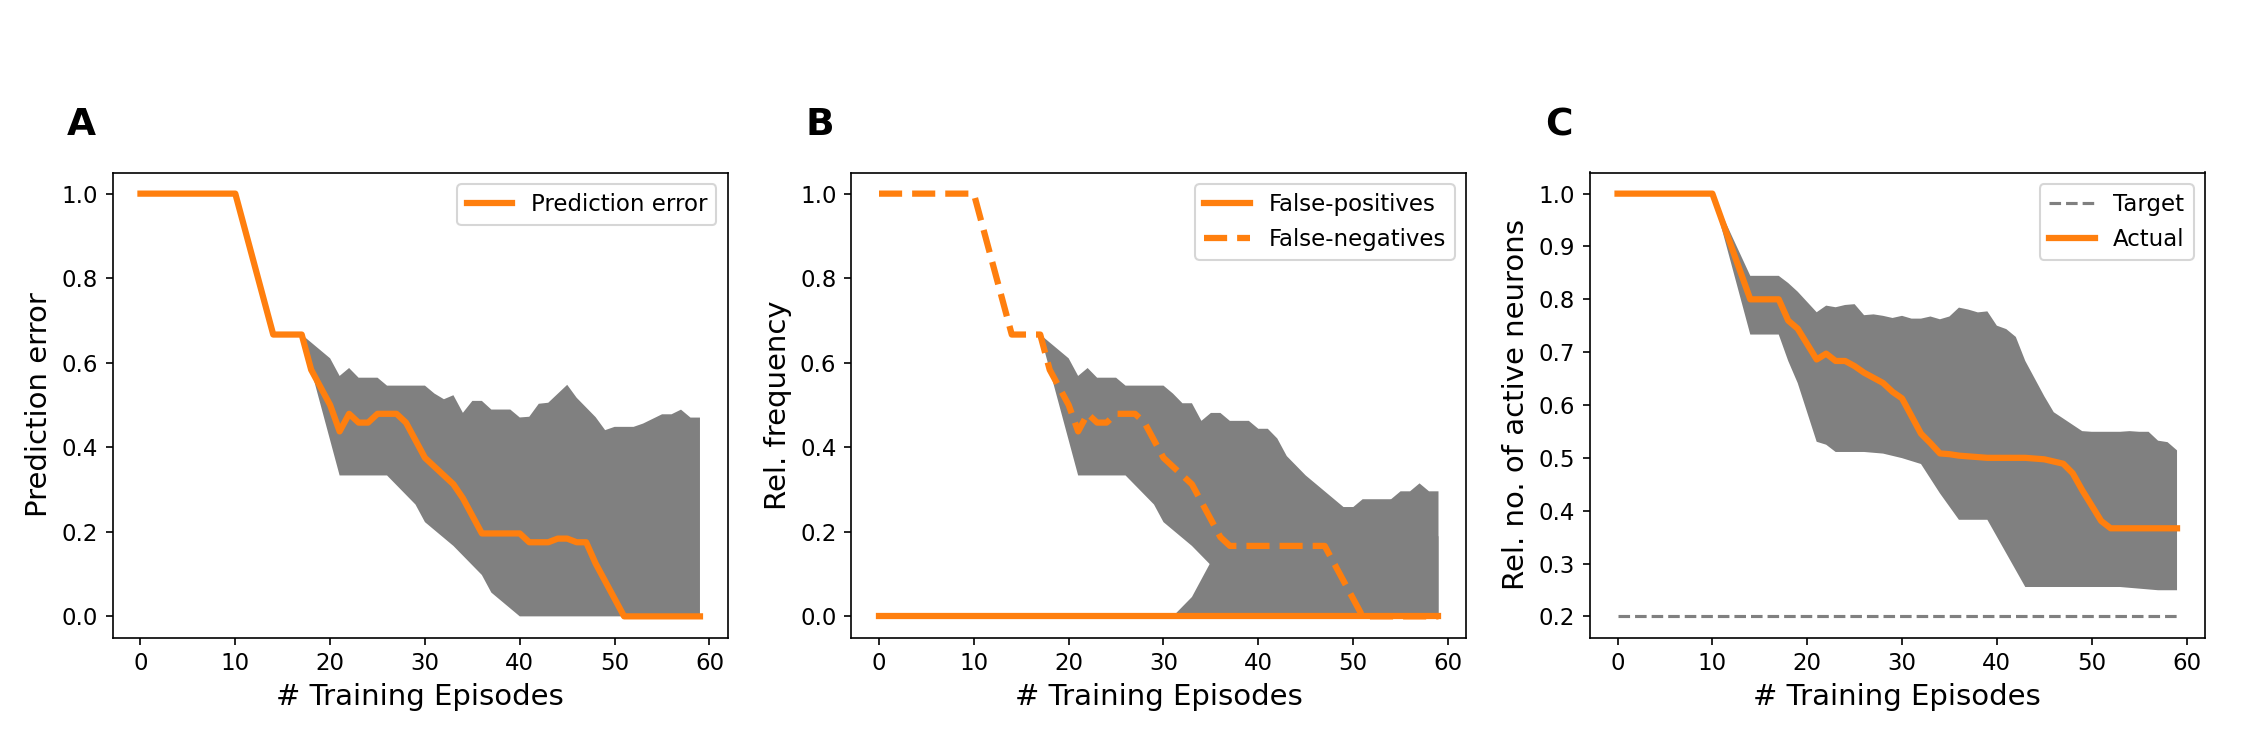 A
B
C
Prediction error
1.0
0.8
0.6
0.4
0.2
0.0
0 10 20 30 40 50 60
# Training Episodes
Prediction error
Rel. frequency
1.0
0.8
0.6
0.4
0.2
0.0
0 10 20 30 40 50 60
# Training Episodes
False-positives
False-negatives
Rel. no. of active neurons
1.0
0.9
0.8
0.7
0.6
0.5
0.4
0.3
0.2
0 10 20 30 40 50 60
# Training Episodes
Target
Actual